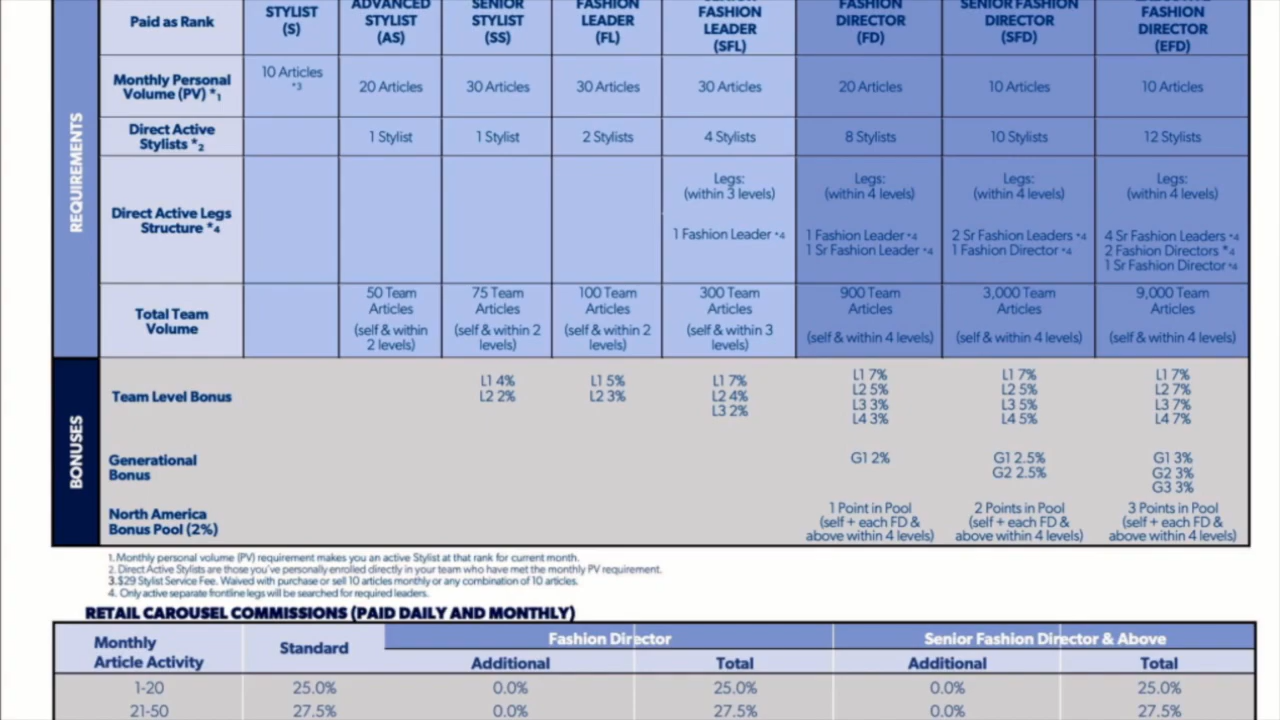 Paid as Rank
STYLIST
(S)
ADVANCED
STYLIST
(AS)
SENIOR
STYLIST
(SS)
FASHION
LEADER
(FL)
FASHION
LEADER
(SFL)
FASHION
DIRECTOR
(FD)
SENIOR FASHION
DIRECTOR
(SFD)
FASHION
DIRECTOR
(EFD)
REQUIREMENTS
Monthly Personal
Volume (PV) *1
10 Articles
*3
20 Articles
30 Articles
30 Articles
30 Articles
20 Articles
10 Articles
10 Articles
Direct Active
Stylists *2
1 Stylist
1 Stylist
2 Stylists
4 Stylists
8 Stylists
10 Stylists
12 Stylists
Direct Active Legs
Structure *4
Legs:
(within 3 levels)
1 Fashion Leader *4
Legs:
(within 4 levels)
1 Fashion Leader *4
1 Sr Fashion Leader *4
Legs:
(within 4 levels)
2 Sr Fashion Leaders *4
1 Fashion Director *4
Legs:
(within 4 levels)
4 Sr Fashion Leaders *4
2 Fashion Directors *4
1 Sr Fashion Director *4
Total Team
Volume
50 Team
Articles
(self & within
2 levels)
75 Team
Articles
(self & within 2
levels)
100 Team
Articles
(self & within 2
levels)
300 Team
Articles
(self & within 3
levels)
900 Team
Articles
(self & within 4 levels)
3,000 Team
Articles
(self & within 4 levels)
9,000 Team
Articles
(self & within 4 levels)
BONUSES
Team Level Bonus
L1 4%
L2 2%
L1 5%
L2 3%
L1 7%
L2 4%
L3 2%
L1 7%
L2 5%
L3 3%
L4 3%
L1 7%
L2 5%
L3 5%
L4 5%
L1 7%
L2 7%
L3 7%
L4 7%
Generational
Bonus
G1 2%
G1 2.5%
G2 2.5%
G1 3%
G2 3%
G3 3%
North America
Bonus Pool (2%)
1 Point in Pool
(self + each FD &
above within 4 levels)
2 Points in Pool
(self + each FD &
above within 4 levels)
3 Points in Pool
(self + each FD &
above within 4 levels)
1. Monthly personal volume (PV) requirement makes you an active Stylist at that rank for current month.
2. Direct Active Stylists are those you've personally enrolled directly in your team who have met the monthly PV requirement.
3. $29 Stylist Service Fee. Waived with purchase or sell 10 articles monthly or any combination of 10 articles.
4. Only active separate frontline legs will be searched for required leaders.
RETAIL CAROUSEL COMMISSIONS (PAID DAILY AND MONTHLY)
Monthly
Article Activity
Standard
Fashion Director
Senior Fashion Director & Above
Additional
Total
Additional
Total
1-20
25.0%
0.0%
25.0%
0.0%
25.0%
21-50
27.5%
0.0%
27.5%
0.0%
27.5%